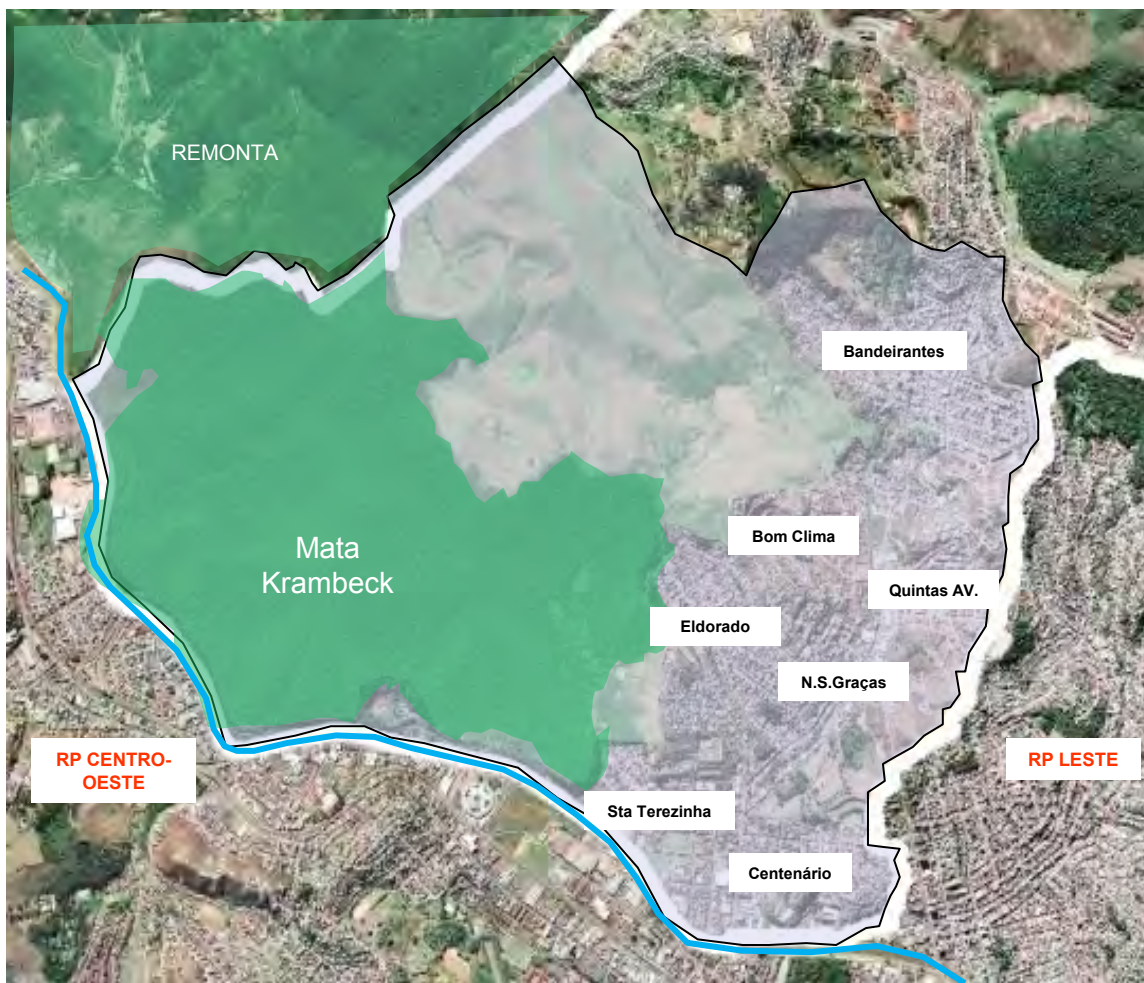 REMONTA
Bandeirantes
Mata
Krambeck
Bom Clima
Quintas AV.
Eldorado
N.S.Graças
RP CENTRO-
OESTE
RP LESTE
Sta Terezinha
Centenário